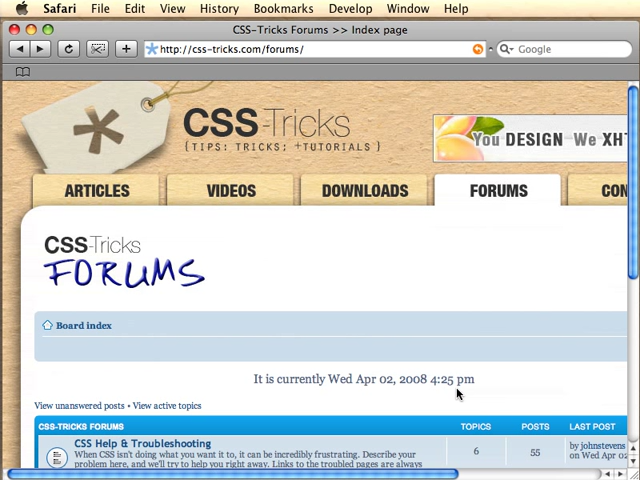 Safari File Edit View History Bookmarks Develop Window Help
CSS-Tricks Forums >> Index page
http://css-tricks.com/forums/
Google
CSS-Tricks
{TIPS; TRICKS; +TUTORIALS }
You DESIGN We XHT
ARTICLES VIDEOS DOWNLOADS FORUMS CON
CSS-Tricks
FORUMS
Board index
It is currently Wed Apr 02, 2008 4:25 pm
View unanswered posts • View active topics
CSS-TRICKS FORUMS TOPICS POSTS LAST POST
CSS Help & Troubleshooting
When CSS isn't doing what you want it to, it can be incredibly frustrating. Describe your
problem here, and we'll try to help you right away. Links to the troubled pages are always
6 55
by johnstevens
on Wed Apr 02